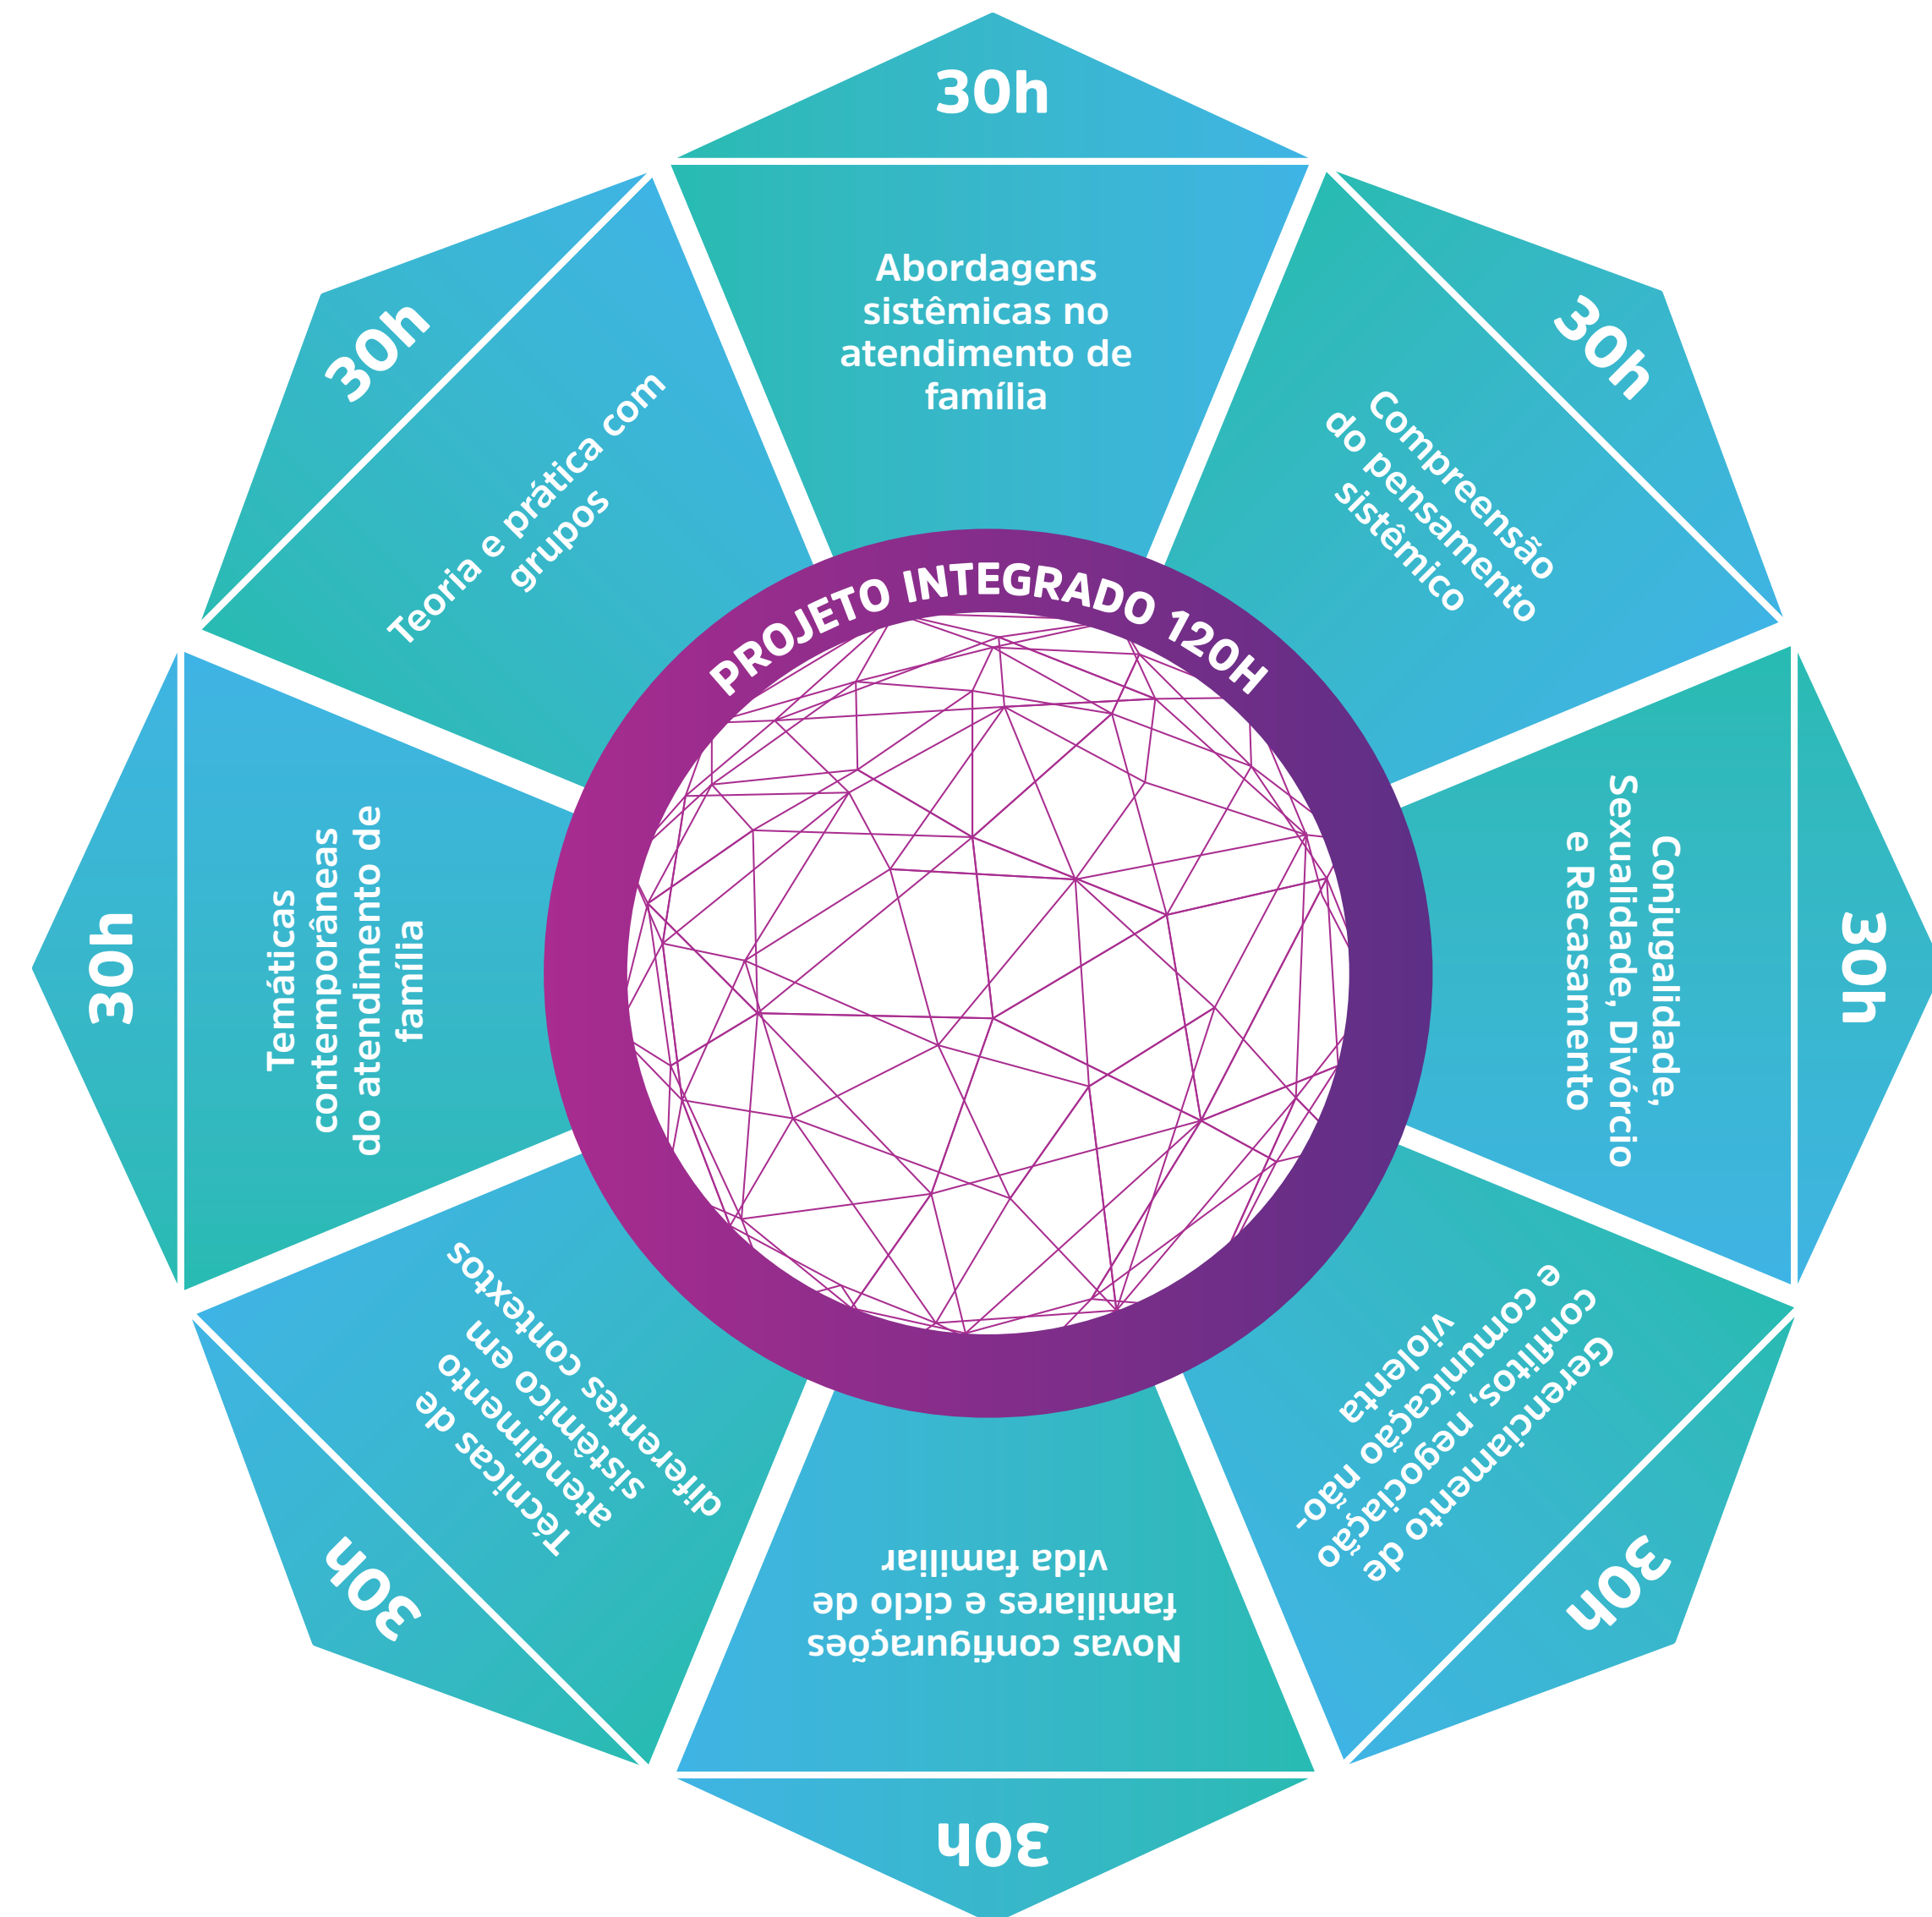 30h
Abordagens
sistêmicas no
atendimento de
família
30h
Compreensão
do pensamento
sistêmico
30h
Conjugalidade,
Sexualidade, Divórcio
e Recasamento
30h
Gerenciamento de
conflitos, negociação
e comunicação não-
violenta
30h
Novas configurações
familiares e ciclo de
vida familiar
30h
Técnicas de
atendimento
sistêmico em
diferentes contextos
30h
Temáticas
contemporâneas
do atendimento de
família
30h
Teoria e prática com
grupos
PROJETO INTEGRADO 120H